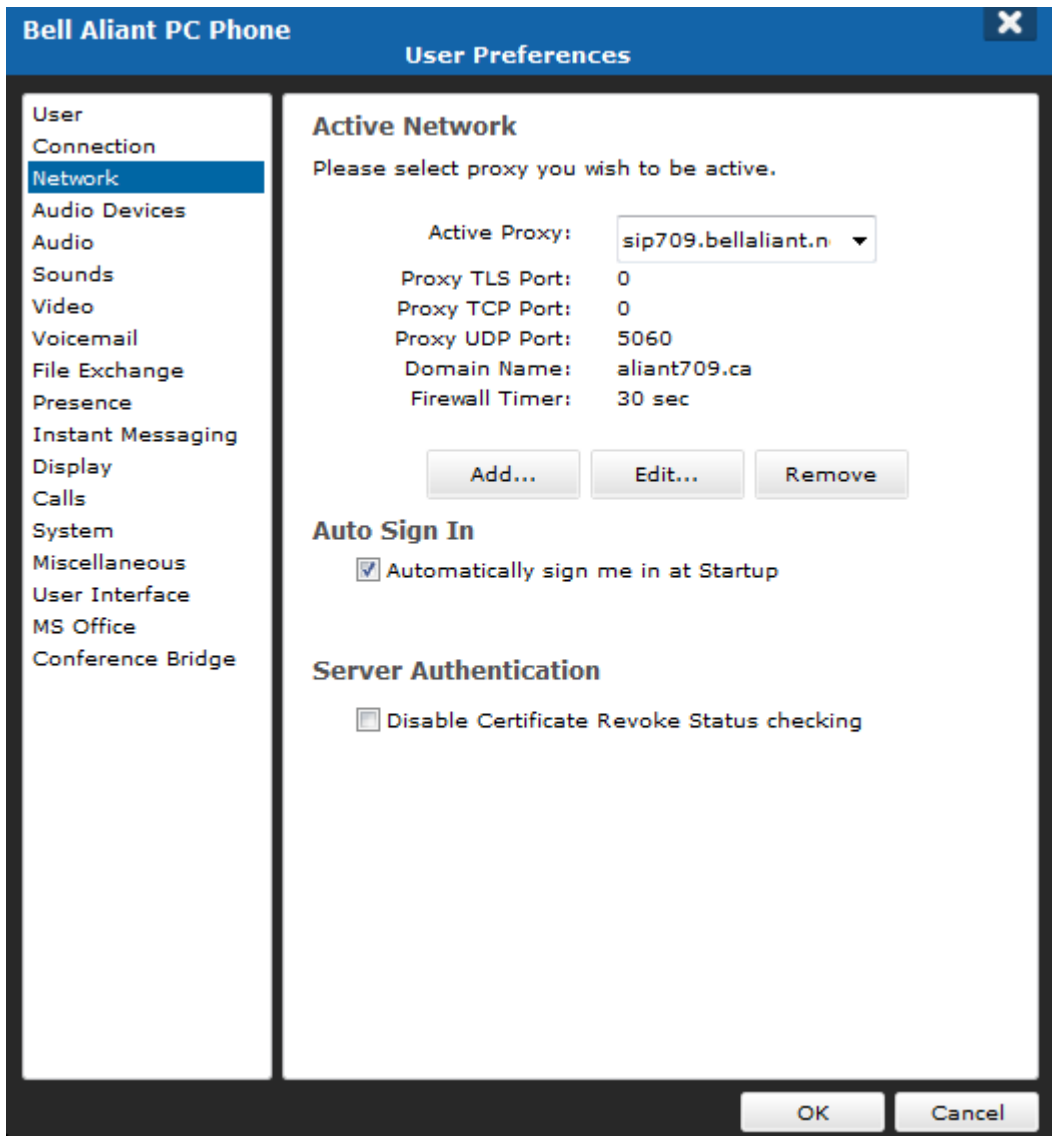 Bell Aliant PC Phone
User Preferences
User
Connection
Network
Audio Devices
Audio
Sounds
Video
Voicemail
File Exchange
Presence
Instant Messaging
Display
Calls
System
Miscellaneous
User Interface
MS Office
Conference Bridge
Active Network
Please select proxy you wish to be active.
Active Proxy: sip709.bellaliant.n
Proxy TLS Port: 0
Proxy TCP Port: 0
Proxy UDP Port: 5060
Domain Name: aliant709.ca
Firewall Timer: 30 sec
Add... Edit... Remove
Auto Sign In
Automatically sign me in at Startup
Server Authentication
Disable Certificate Revoke Status checking
OK Cancel